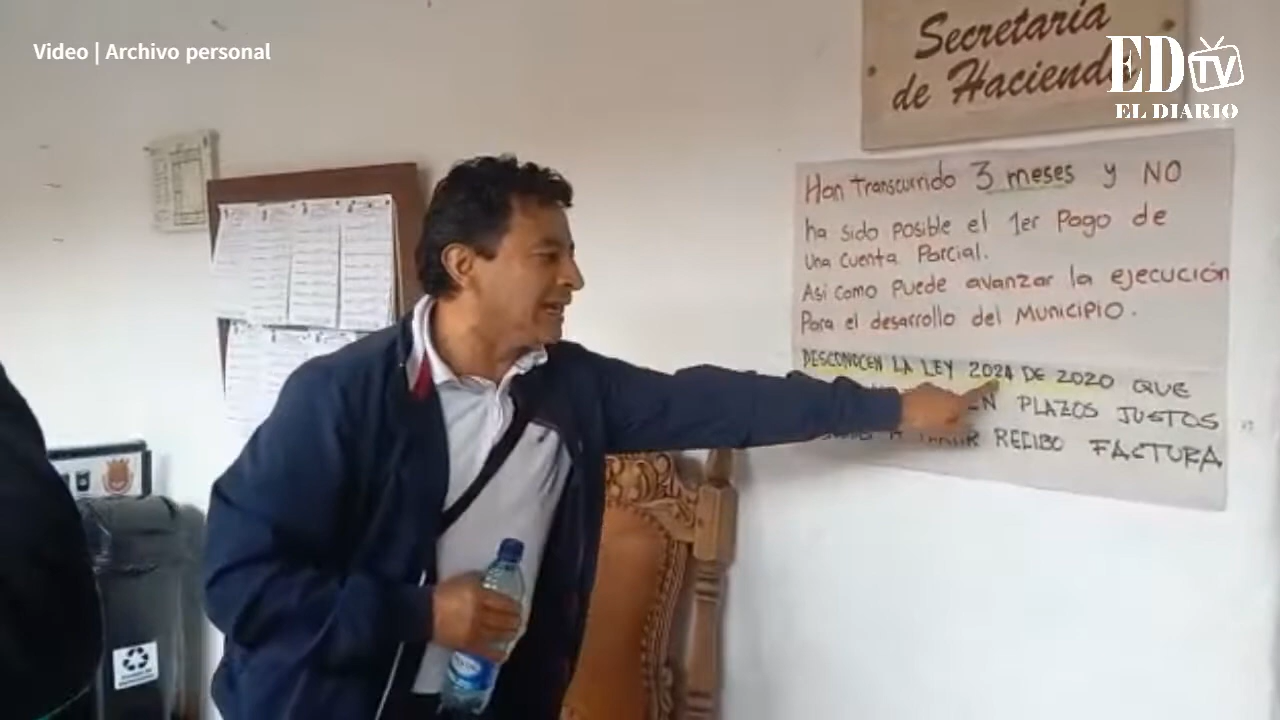 Video | Archivo personal
Secretaria
de Hacienda
ED TV
EL DIARIO
Han transcurrido 3 meses y NO
ha sido posible el 1er Pago de
Una cuenta Parcial.
Asi como puede avanzar la ejecución
Para el desarrollo del Municipio.
DESCONOCEN LA LEY 2024 DE 2020 QUE
EN PLAZOS JUSTOS
RECIBO FACTURA